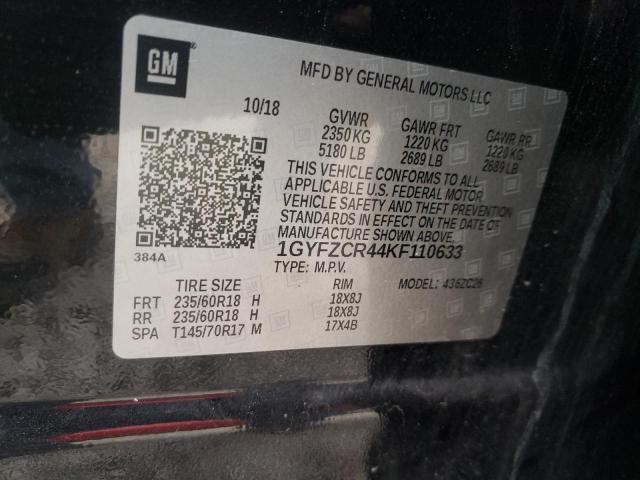 GM
MFD BY GENERAL MOTORS LLC
10/18
GVWR
2350 KG
5180 LB
GAWR FRT
1220 KG
2689 LB
GAWR RR
1220 KG
2689 LB
THIS VEHICLE CONFORMS TO ALL
APPLICABLE U.S. FEDERAL MOTOR
VEHICLE SAFETY AND THEFT PREVENTION
STANDARDS IN EFFECT ON THE DATE OF
MANUFACTURE SHOWN ABOVE.
384A
1GYFZCR44KF110633
TYPE: M.P.V.
MODEL: 436ZC26
TIRE SIZE RIM
FRT 235/60R18 H 18X8J
RR 235/60R18 H 18X8J
SPA T145/70R17 M 17X4B